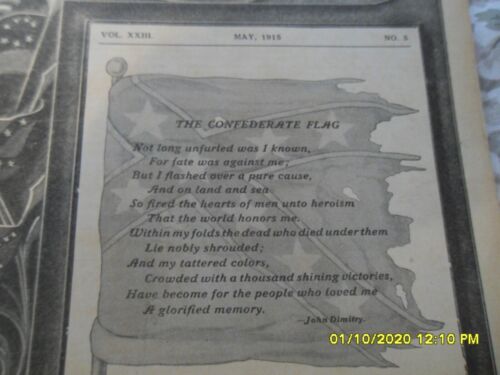 VOL. XXIII. MAY, 1915 NO. 5
THE CONFEDERATE FLAG
Not long unfurled was I known,
For fate was against me;
But I flashed over a pure cause,
And on land and sea
So fired the hearts of men unto heroism
That the world honors me.
Within my folds the dead who died under them
Lie nobly shrouded;
And my tattered colors,
Crowded with a thousand shining victories,
Have become for the people who loved me
A glorified memory.
—John Dimitry.
01/10/2020 12:10 PM